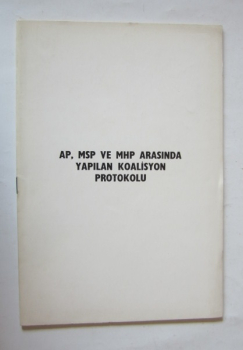 AP, MSP VE MHP ARASINDA
YAPILAN KOALİSYON
PROTOKOLU